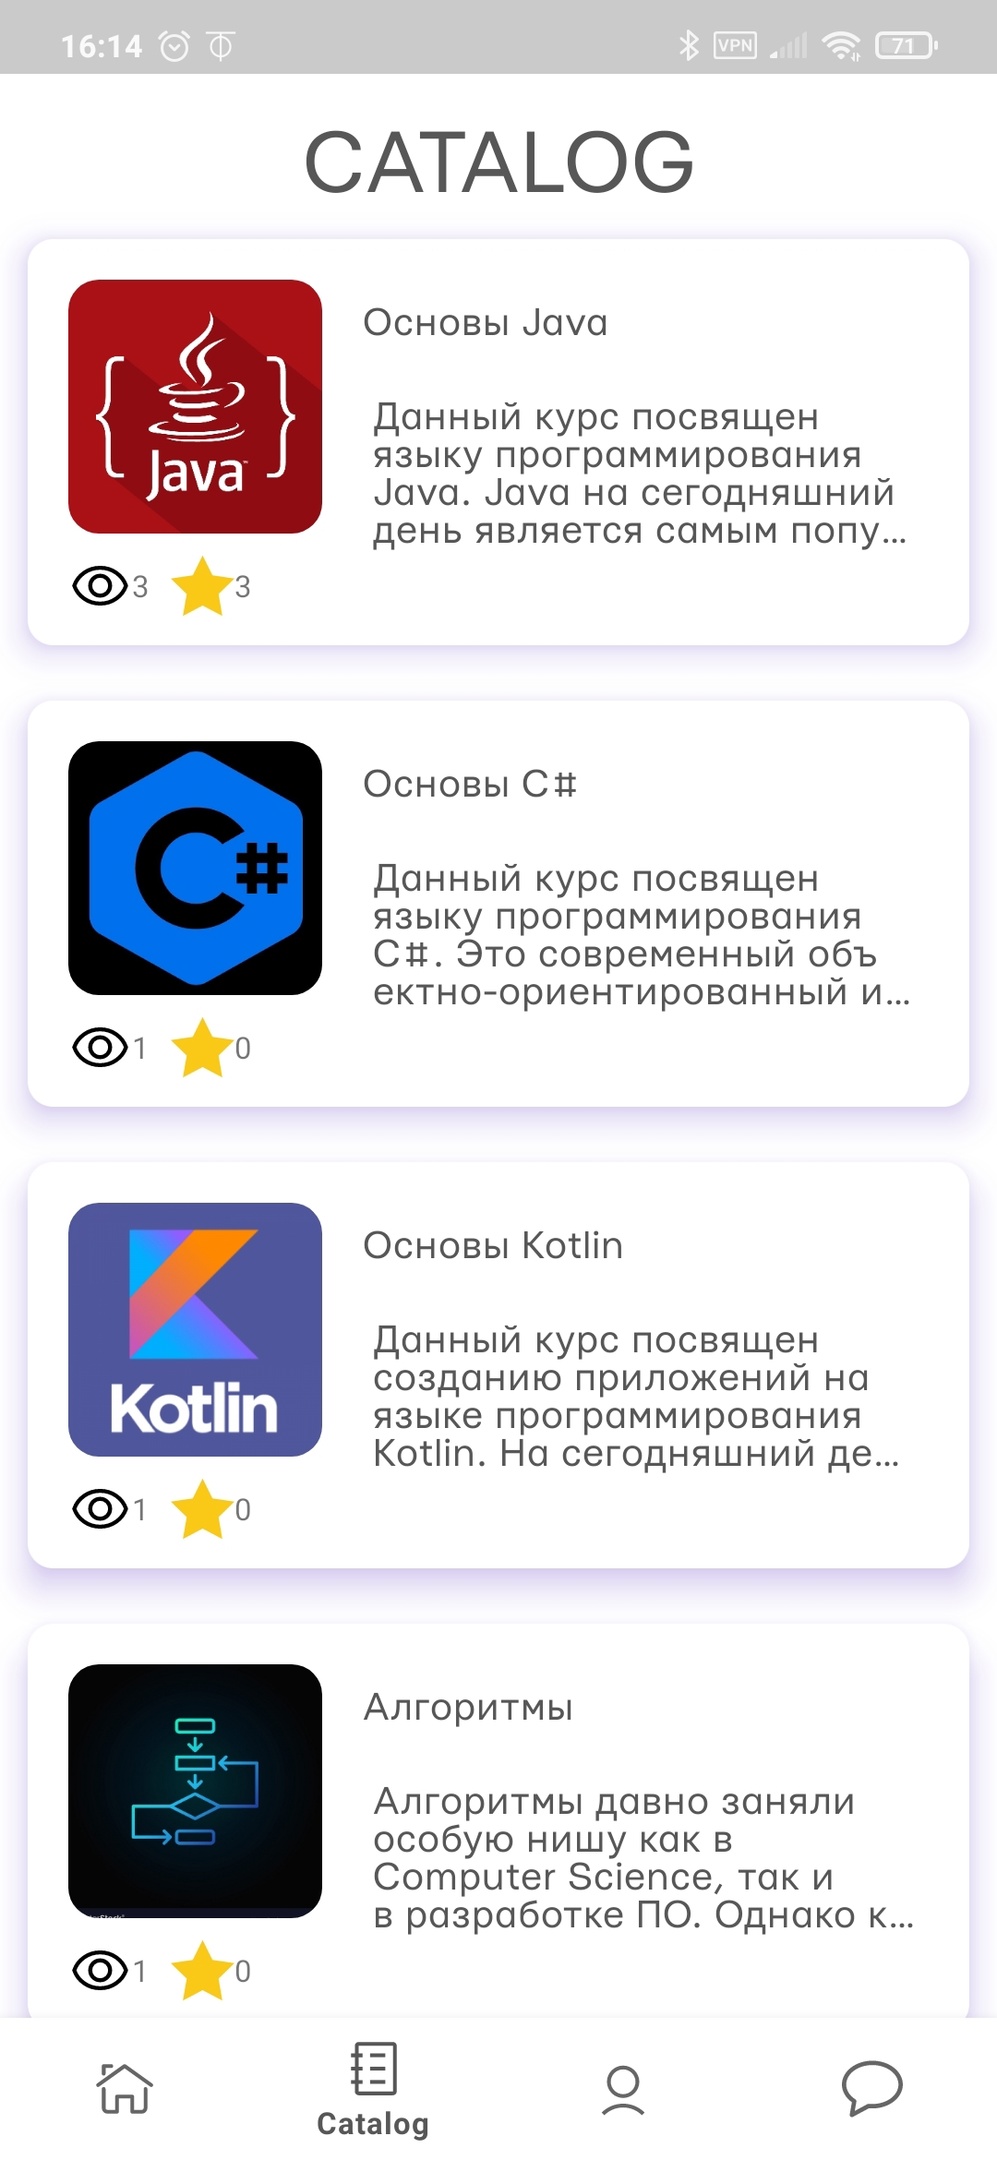 16:14
VPN
71
CATALOG
Java
Основы Java
Данный курс посвящен
языку программирования
Java. Java на сегодняшний
день является самым попу...
3 3
C#
Основы C#
Данный курс посвящен
языку программирования
C#. Это современный объ
ектно-ориентированный и...
1 0
Kotlin
Основы Kotlin
Данный курс посвящен
созданию приложений на
языке программирования
Kotlin. На сегодняшний де...
1 0
Алгоритмы
Алгоритмы давно заняли
особую нишу как в
Computer Science, так и
в разработке ПО. Однако к...
1 0
Catalog